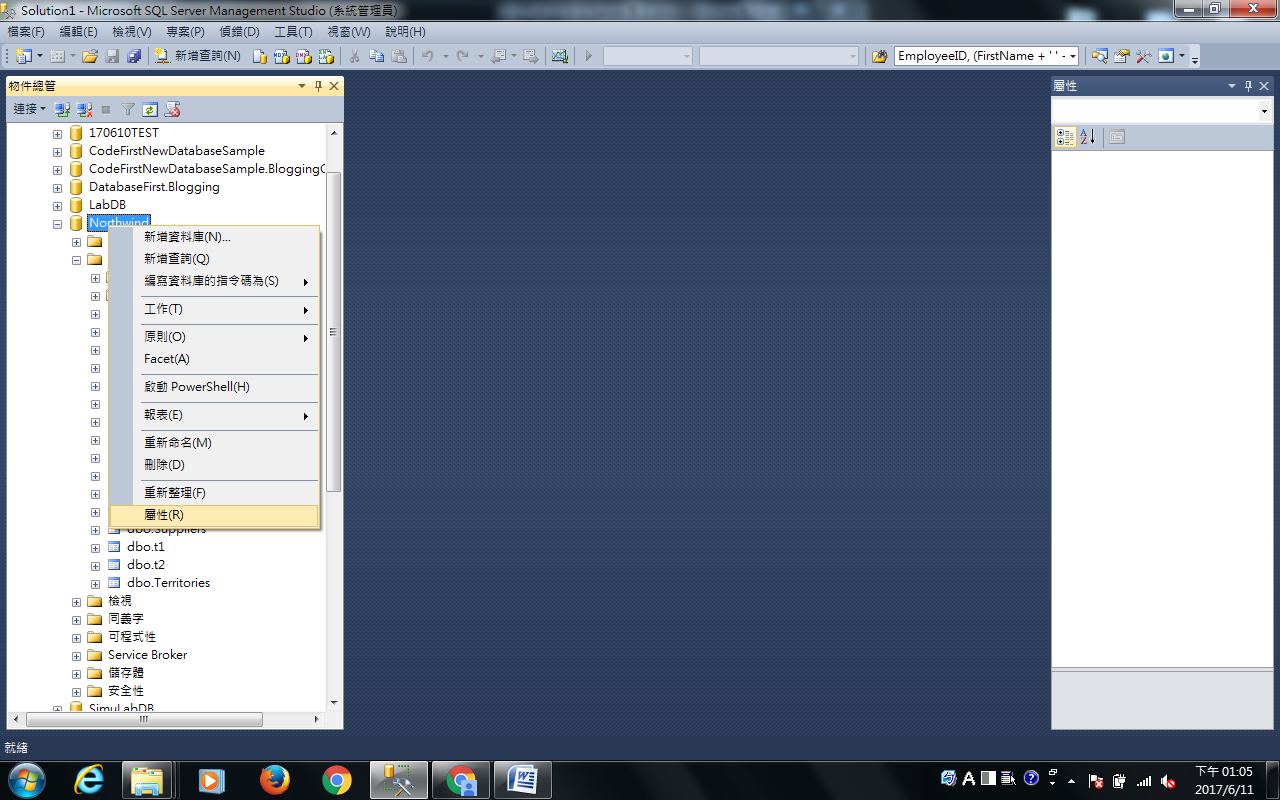 Solution1 - Microsoft SQL Server Management Studio (系統管理員)
檔案(F) 編輯(E) 檢視(V) 專案(P) 偵錯(D) 工具(T) 視窗(W) 說明(H)
新增查詢(N) EmployeeID, (FirstName + ' ' -
物件總管
連接
170610TEST
CodeFirstNewDatabaseSample
CodeFirstNewDatabaseSample.Blogging
DatabaseFirst.Blogging
LabDB
Northwind
新增資料庫(N)...
新增查詢(Q)
編寫資料庫的指令碼為(S)
工作(T)
原則(O)
Facet(A)
啟動 PowerShell(H)
報表(E)
重新命名(M)
刪除(D)
重新整理(F)
屬性(R)
dbo.Suppliers
dbo.t1
dbo.t2
dbo.Territories
檢視
同義字
可程式性
Service Broker
儲存體
安全性
SimuLabDB
屬性
就緒
下午 01:05
2017/6/11